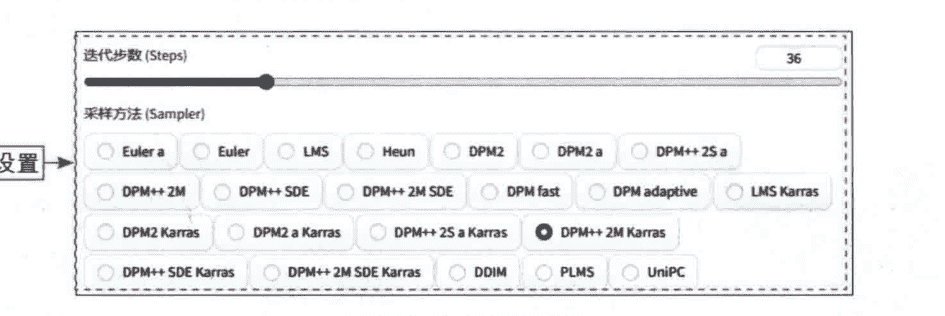 迭代步数 (Steps)
36
采样方法 (Sampler)
设置
Euler a Euler LMS Heun DPM2 DPM2 a DPM++ 2S a
DPM++ 2M DPM++ SDE DPM++ 2M SDE DPM fast DPM adaptive LMS Karras
DPM2 Karras DPM2 a Karras DPM++ 2S a Karras DPM++ 2M Karras
DPM++ SDE Karras DPM++ 2M SDE Karras DDIM PLMS UniPC